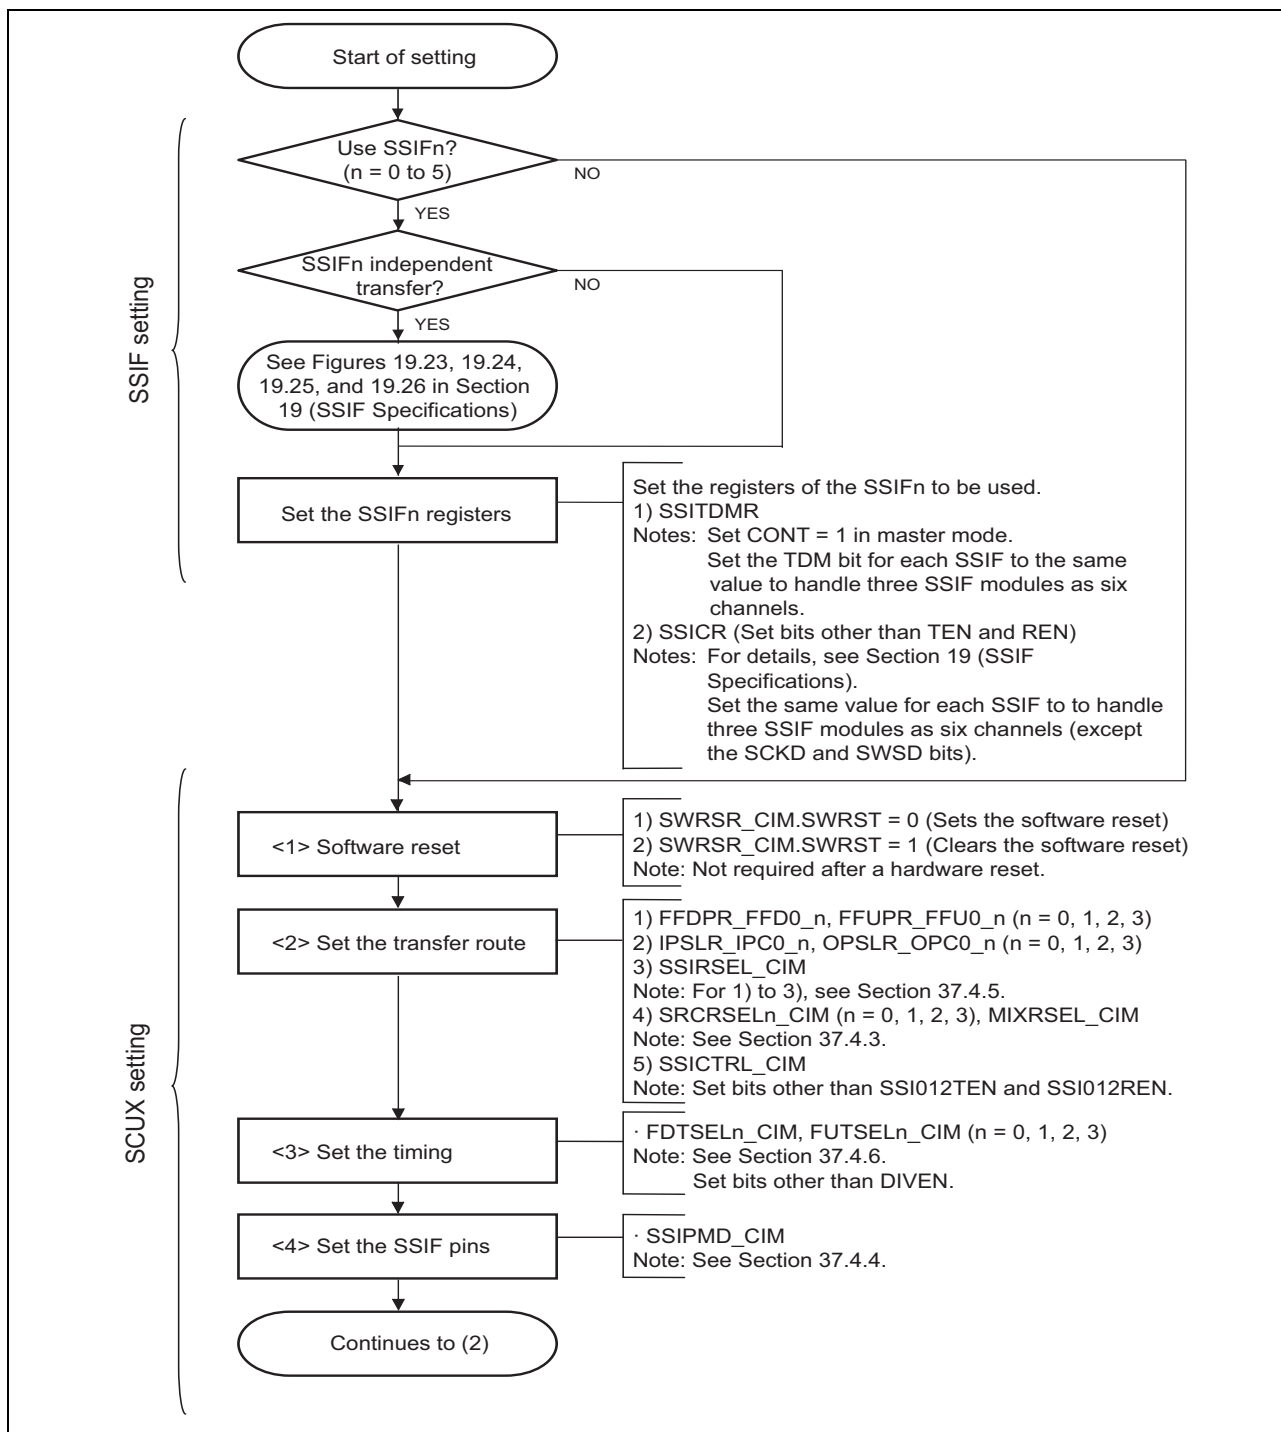 Start of setting
Use SSIFn?
(n = 0 to 5)
NO
YES
SSIFn independent
transfer?
NO
YES
See Figures 19.23, 19.24,
19.25, and 19.26 in Section
19 (SSIF Specifications)
SSIF setting
Set the SSIFn registers
Set the registers of the SSIFn to be used.
1) SSITDMR
Notes: Set CONT = 1 in master mode.
Set the TDM bit for each SSIF to the same
value to handle three SSIF modules as six
channels.
2) SSICR (Set bits other than TEN and REN)
Notes: For details, see Section 19 (SSIF
Specifications).
Set the same value for each SSIF to to handle
three SSIF modules as six channels (except
the SCKD and SWSD bits).
SCUX setting
<1> Software reset
1) SWRSR_CIM.SWRST = 0 (Sets the software reset)
2) SWRSR_CIM.SWRST = 1 (Clears the software reset)
Note: Not required after a hardware reset.
<2> Set the transfer route
1) FFDPR_FFD0_n, FFUPR_FFU0_n (n = 0, 1, 2, 3)
2) IPSLR_IPC0_n, OPSLR_OPC0_n (n = 0, 1, 2, 3)
3) SSIRSEL_CIM
Note: For 1) to 3), see Section 37.4.5.
4) SRCRSELn_CIM (n = 0, 1, 2, 3), MIXRSEL_CIM
Note: See Section 37.4.3.
5) SSICTRL_CIM
Note: Set bits other than SSI012TEN and SSI012REN.
<3> Set the timing
· FDTSELn_CIM, FUTSELn_CIM (n = 0, 1, 2, 3)
Note: See Section 37.4.6.
Set bits other than DIVEN.
<4> Set the SSIF pins
· SSIPMD_CIM
Note: See Section 37.4.4.
Continues to (2)